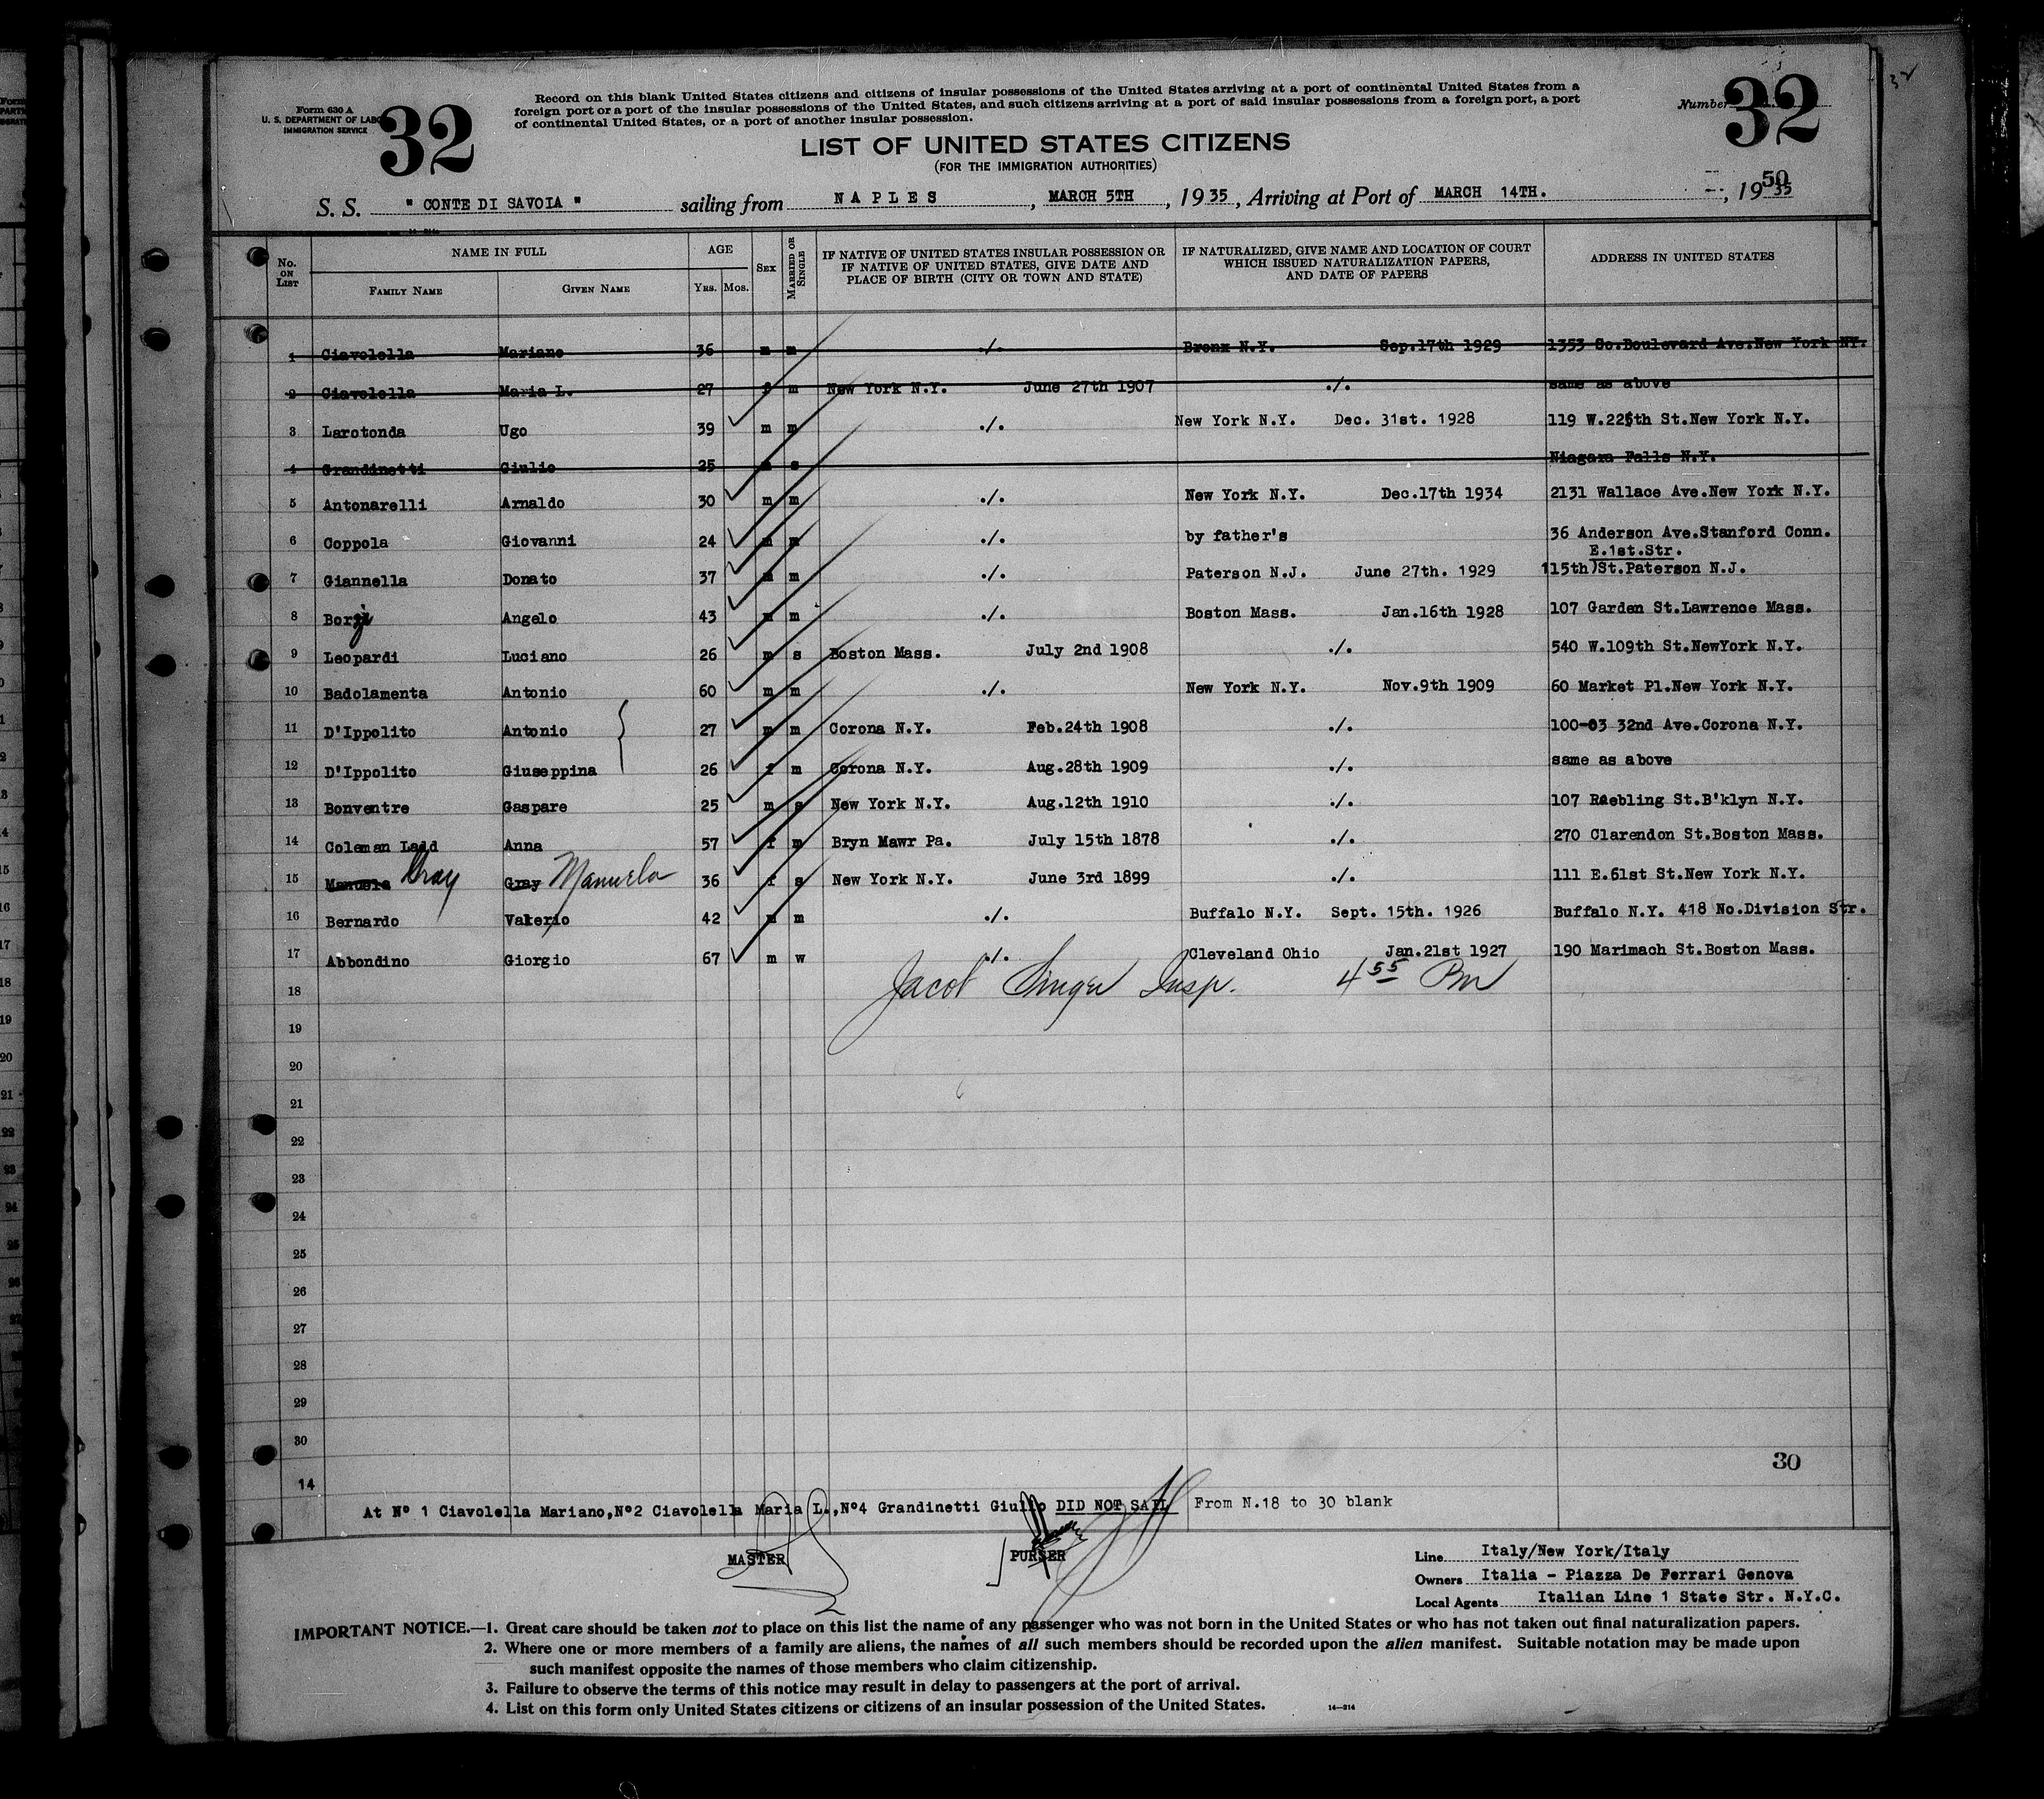 Form 630 A
U. S. DEPARTMENT OF LABO
IMMIGRATION SERVICE
32
Record on this blank United States citizens and citizens of insular possessions of the United States arriving at a port of continental United States from a
foreign port or a port of the insular possessions of the United States, and such citizens arriving at a port of said insular possessions from a foreign port, a port
of continental United States, or a port of another insular possession.
Number 32
LIST OF UNITED STATES CITIZENS
(FOR THE IMMIGRATION AUTHORITIES)
50
S. S. " CONTE DI SAVOIA " sailing from NAPLES, MARCH 5TH, 1935, Arriving at Port of MARCH 14TH., 1935
No. ON LIST NAME IN FULL AGE SEX MARRIED OR SINGLE IF NATIVE OF UNITED STATES INSULAR POSSESSION OR IF NATIVE OF UNITED STATES, GIVE DATE AND PLACE OF BIRTH (CITY OR TOWN AND STATE) IF NATURALIZED, GIVE NAME AND LOCATION OF COURT WHICH ISSUED NATURALIZATION PAPERS, AND DATE OF PAPERS ADDRESS IN UNITED STATES
FAMILY NAME GIVEN NAME YRS. MOS.
1 Ciavolella Mariano 36 m m ./. Bronx N.Y. Sep.17th 1929 1353 So.Boulevard Ave.New York NY.
2 Ciavolella Maria L. 27 f m New York N.Y. June 27th 1907 ./. same as above
3 Larotonda Ugo 39 m m ./. New York N.Y. Dec. 31st. 1928 119 W.225th St.New York N.Y.
4 Grandinetti Giulio 25 m s Niagara Falls N.Y.
5 Antonarelli Arnaldo 30 m m ./. New York N.Y. Dec.17th 1934 2131 Wallace Ave.New York N.Y.
6 Coppola Giovanni 24 m m ./. by father's 36 Anderson Ave.Stanford Conn.
E.1st.Str.
7 Giannella Donato 37 m m ./. Paterson N.J. June 27th. 1929 115th)St.Paterson N.J.
8 Borgi Angelo 43 m m ./. Boston Mass. Jan.16th 1928 107 Garden St.Lawrence Mass.
9 Leopardi Luciano 26 m s Boston Mass. July 2nd 1908 ./. 540 W.109th St.NewYork N.Y.
10 Badolamenta Antonio 60 m m ./. New York N.Y. Nov.9th 1909 60 Market Pl.New York N.Y.
11 D'Ippolito Antonio 27 m m Corona N.Y. Feb.24th 1908 ./. 100-03 32nd Ave.Corona N.Y.
12 D'Ippolito Giuseppina 26 f m Corona N.Y. Aug.28th 1909 ./. same as above
13 Bonventre Gaspare 25 m s New York N.Y. Aug.12th 1910 ./. 107 Raebling St.B'klyn N.Y.
14 Coleman Ladd Anna 57 f m Bryn Mawr Pa. July 15th 1878 ./. 270 Clarendon St.Boston Mass.
15 Manuela Gray Gray Manuela 36 f s New York N.Y. June 3rd 1899 ./. 111 E.61st St.New York N.Y.
16 Bernardo Valerio 42 m m ./. Buffalo N.Y. Sept. 15th. 1926 Buffalo N.Y. 418 No.Division Str.
17 Abbondino Giorgio 67 m w ./. Cleveland Ohio Jan.21st 1927 190 Marimach St.Boston Mass.
18 Jacob Singer Insp. 4 55 Pm
19
20
21
22
23
24
25
26
27
28
29
30
30
14
At Nº 1 Ciavolella Mariano,Nº2 Ciavolella Maria L.,Nº4 Grandinetti Giulio DID NOT SAIL From N.18 to 30 blank
MASTER PURSER
Line Italy/New York/Italy
Owners Italia - Piazza De Ferrari Genova
Local Agents Italian Line 1 State Str. N.Y.C.
IMPORTANT NOTICE.—1. Great care should be taken not to place on this list the name of any passenger who was not born in the United States or who has not taken out final naturalization papers.
2. Where one or more members of a family are aliens, the names of all such members should be recorded upon the alien manifest. Suitable notation may be made upon
such manifest opposite the names of those members who claim citizenship.
3. Failure to observe the terms of this notice may result in delay to passengers at the port of arrival.
4. List on this form only United States citizens or citizens of an insular possession of the United States.
14—314